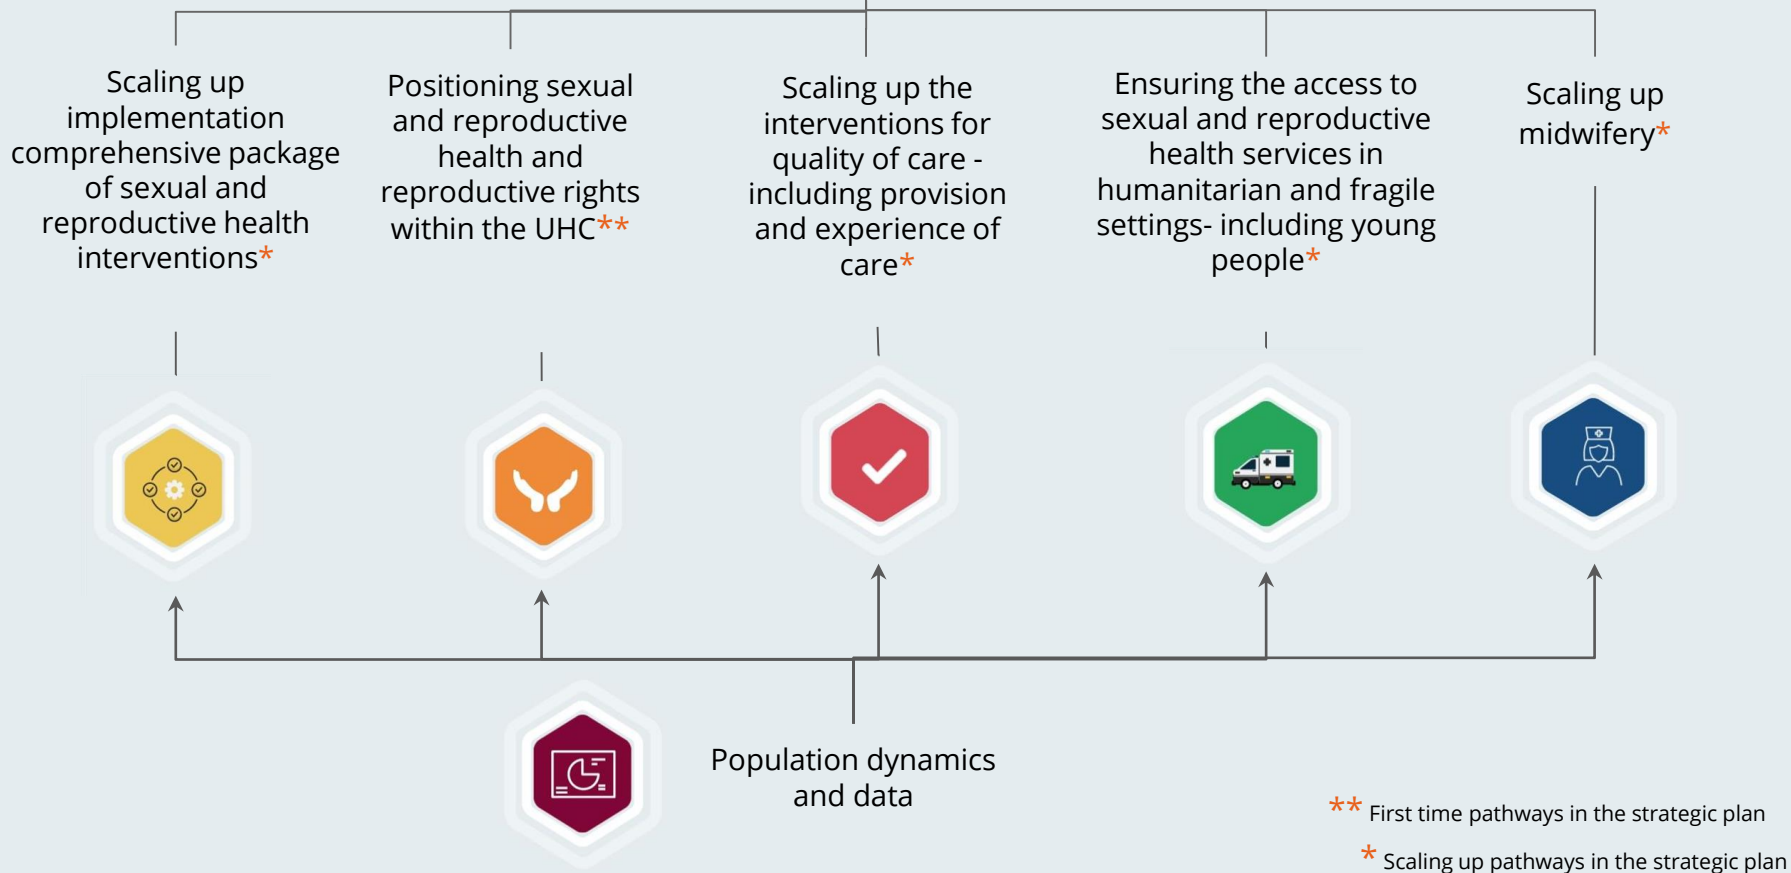 Scaling up
implementation
comprehensive package
of sexual and
reproductive health
interventions*
Positioning sexual
and reproductive
health and
reproductive rights
within the UHC**
Scaling up the
interventions for
quality of care -
including provision
and experience of
care*
Ensuring the access to
sexual and reproductive
health services in
humanitarian and fragile
settings- including young
people*
Scaling up
midwifery*
Population dynamics
and data
** First time pathways in the strategic plan
* Scaling up pathways in the strategic plan